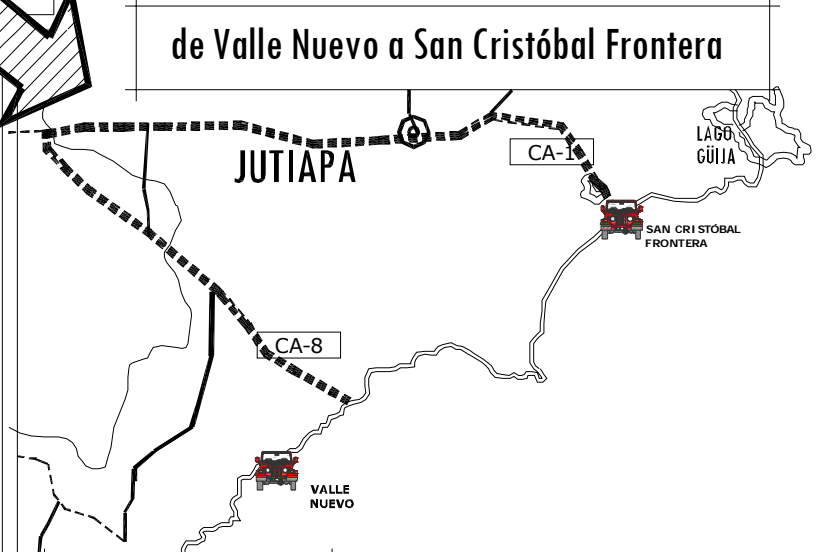 de Valle Nuevo a San Cristóbal Frontera
LAGO
GÜIJA
CA-1
JUTIAPA
SAN CRISTÓBAL
FRONTERA
CA-8
VALLE
NUEVO